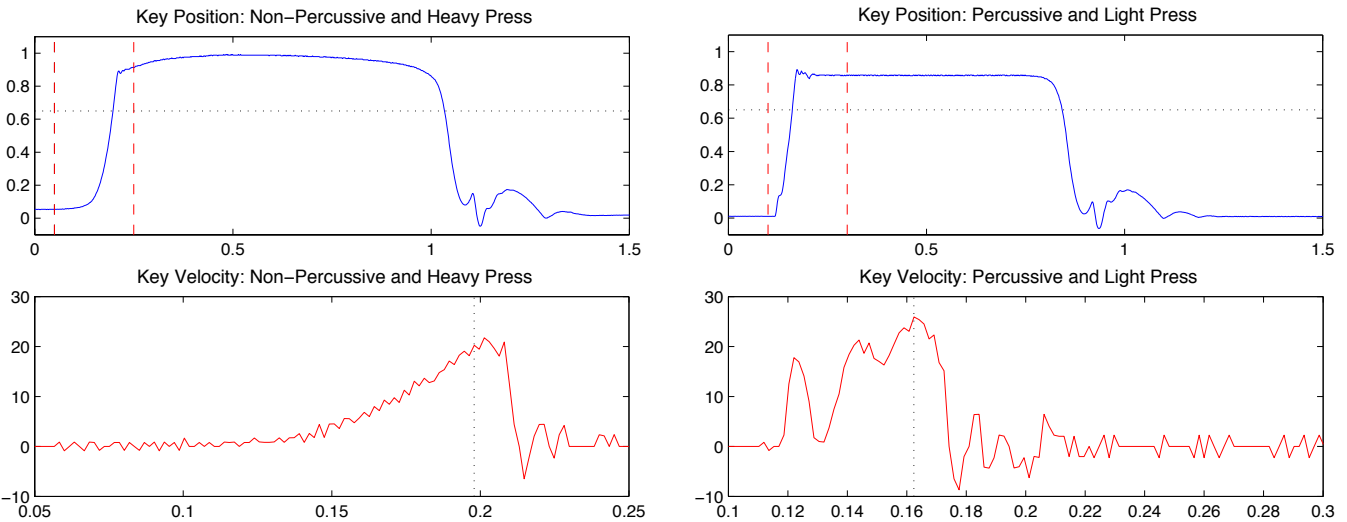 Key Position: Non−Percussive and Heavy Press
1
0.8
0.6
0.4
0.2
0
0 0.5 1 1.5
Key Position: Percussive and Light Press
1
0.8
0.6
0.4
0.2
0
0 0.5 1 1.5
Key Velocity: Non−Percussive and Heavy Press
30
20
10
0
−10
0.05 0.1 0.15 0.2 0.25
Key Velocity: Percussive and Light Press
30
20
10
0
−10
0.1 0.12 0.14 0.16 0.18 0.2 0.22 0.24 0.26 0.28 0.3